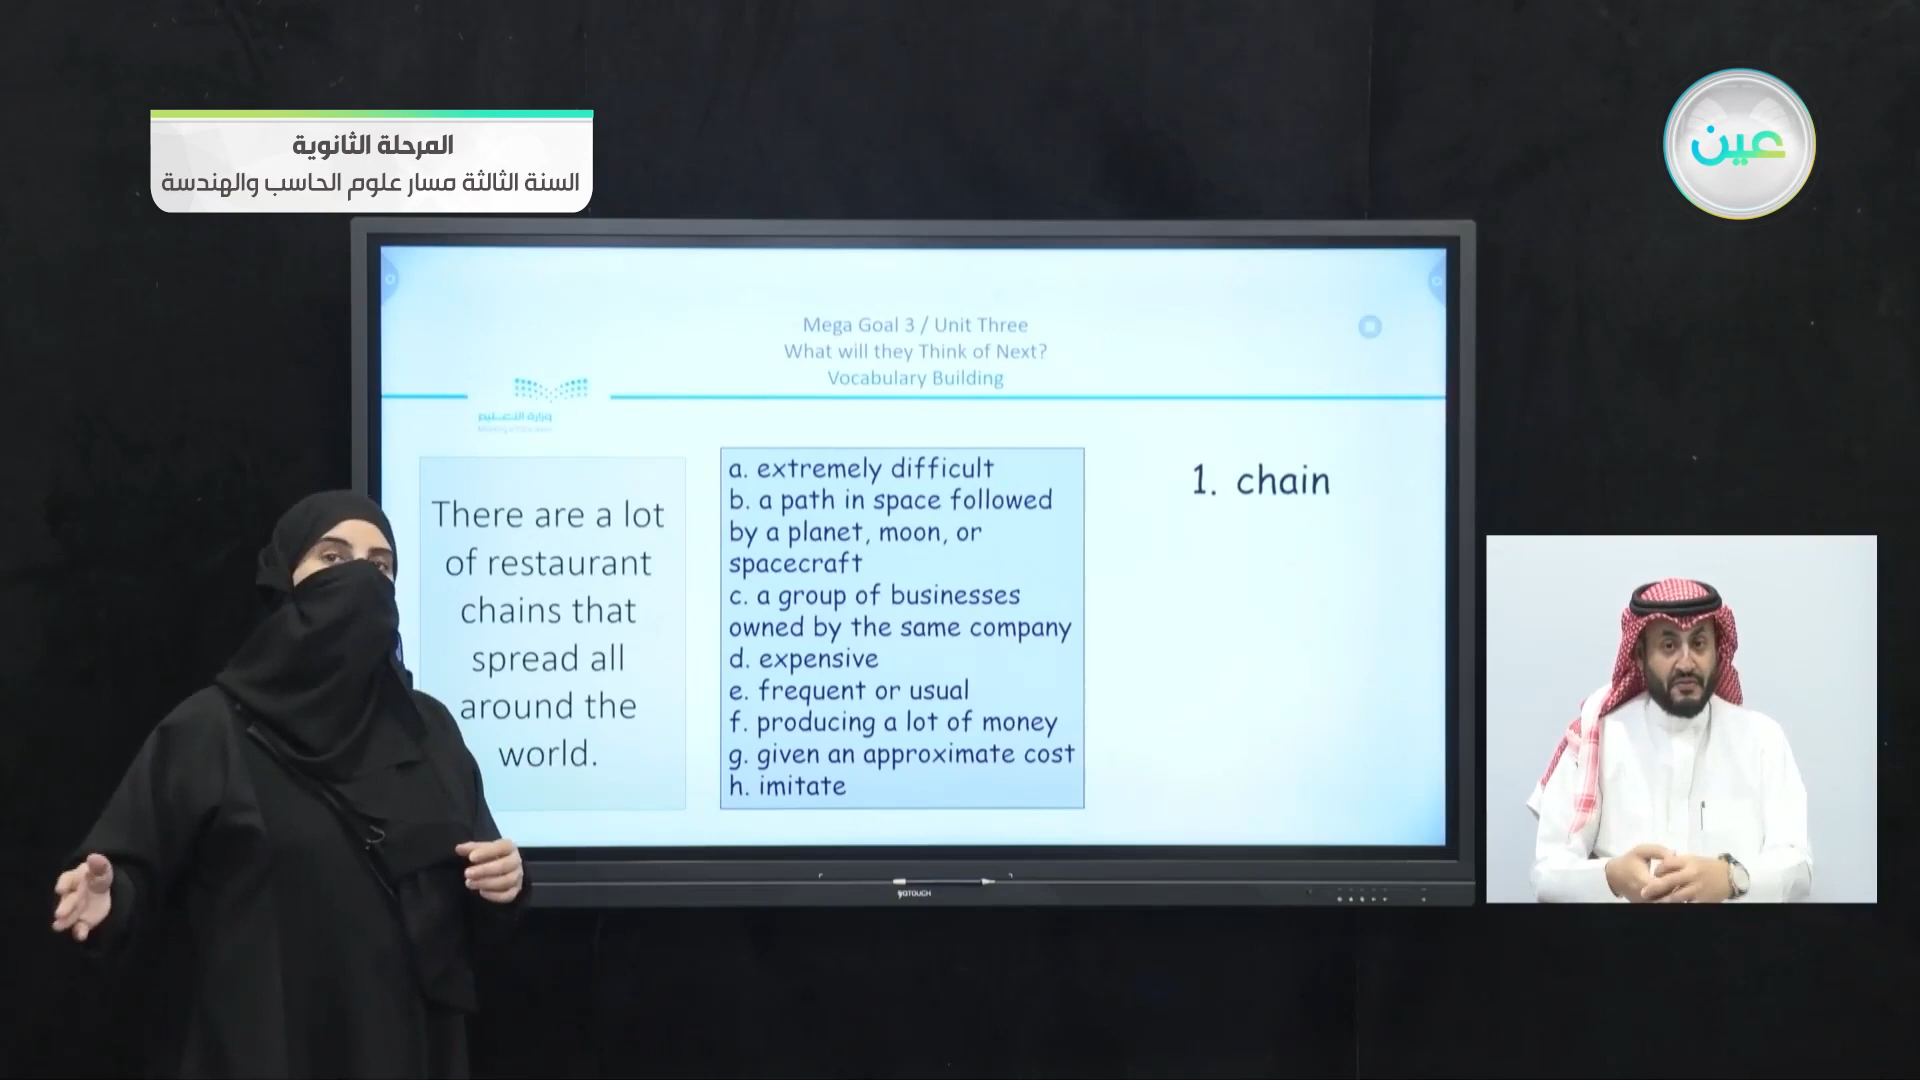 المرحلة الثانوية
السنة الثالثة مسار علوم الحاسب والهندسة
عين
Mega Goal 3 / Unit Three
What will they Think of Next?
Vocabulary Building
وزارة التعليم
Ministry of Education
There are a lot
of restaurant
chains that
spread all
around the
world.
a. extremely difficult
b. a path in space followed
by a planet, moon, or
spacecraft
c. a group of businesses
owned by the same company
d. expensive
e. frequent or usual
f. producing a lot of money
g. given an approximate cost
h. imitate
1. chain